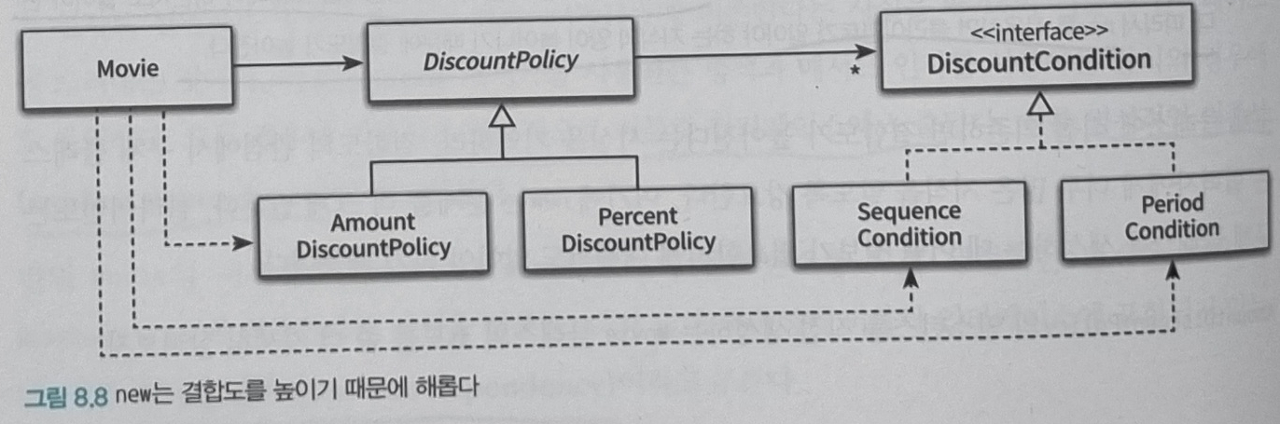 Movie
DiscountPolicy
<<interface>>
DiscountCondition
*
Amount
DiscountPolicy
Percent
DiscountPolicy
Sequence
Condition
Period
Condition
그림 8.8 new는 결합도를 높이기 때문에 해롭다